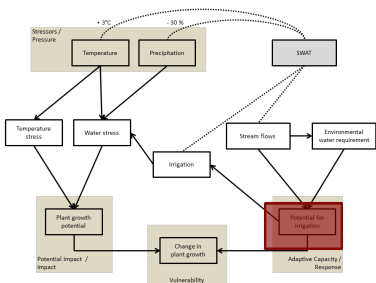 + 3°C
- 30 %
Stressors /
Pressure
Temperature
Precipitation
SWAT
Temperature
stress
Water stress
Stream flows
Environmental
water requirement
Irrigation
Plant growth
potential
Change in
plant growth
Potential for
irrigation
Potential Impact /
Impact
Vulnerability
Adaptive Capacity /
Response